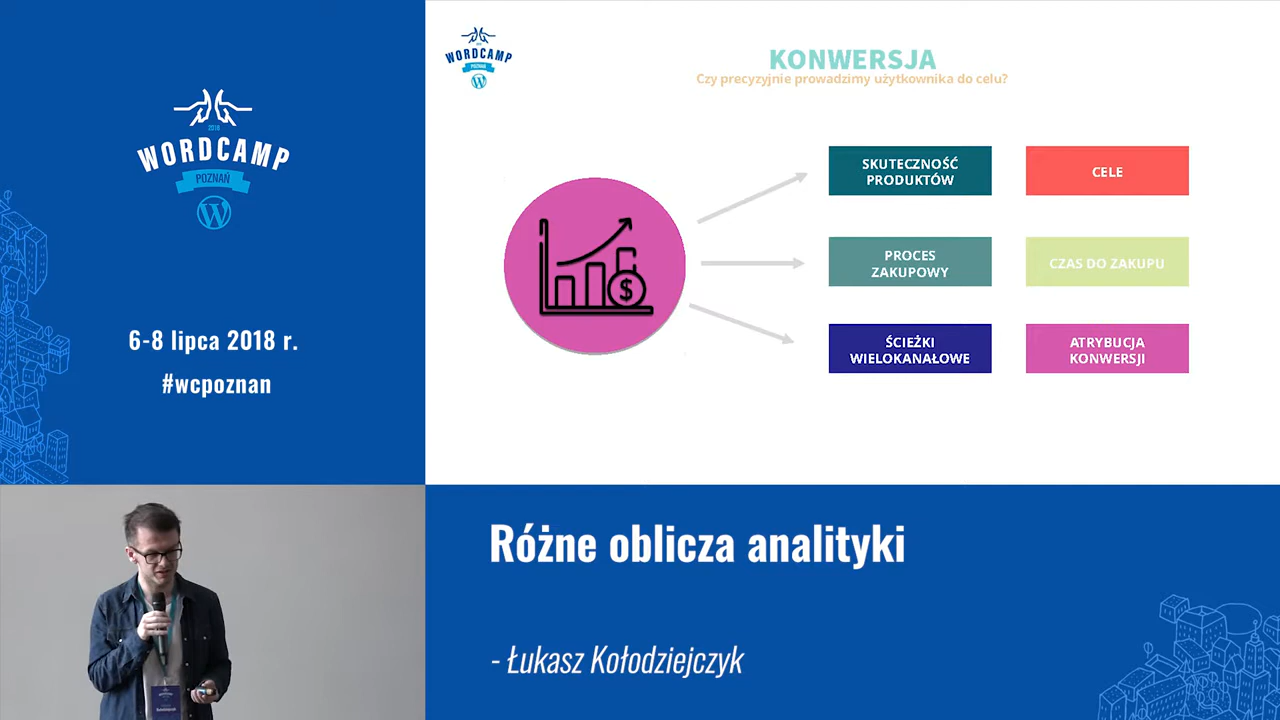 2018
WORDCAMP
POZNAŃ
6-8 lipca 2018 r.
#wcpoznan
WORDCAMP
POZNAŃ
KONWERSJA
Czy precyzyjnie prowadzimy użytkownika do celu?
SKUTECZNOŚĆ
PRODUKTÓW
CELE
PROCES
ZAKUPOWY
CZAS DO ZAKUPU
ŚCIEŻKI
WIELOKANAŁOWE
ATRYBUCJA
KONWERSJI
$
Różne oblicza analityki
- Łukasz Kołodziejczyk